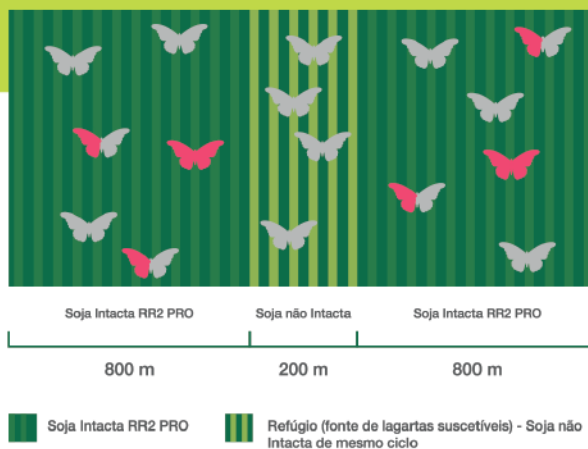 Soja Intacta RR2 PRO
Soja não Intacta
Soja Intacta RR2 PRO
800 m
200 m
800 m
Soja Intacta RR2 PRO
Refúgio (fonte de lagartas suscetíveis) - Soja não
Intacta de mesmo ciclo